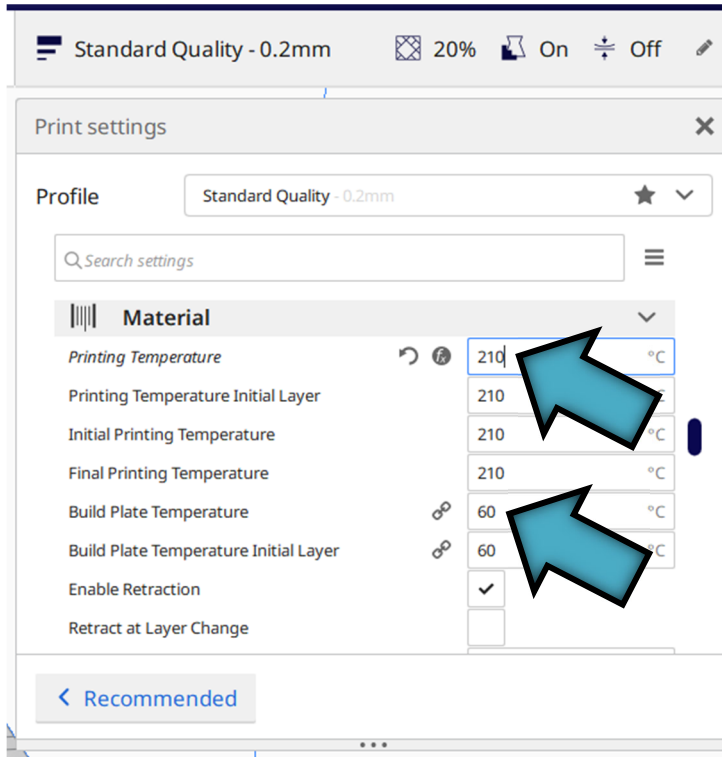 Standard Quality - 0.2mm 20% On Off
Print settings
Profile Standard Quality - 0.2mm
Search settings
Material
Printing Temperature 210 °C
Printing Temperature Initial Layer 210
Initial Printing Temperature 210 °C
Final Printing Temperature 210 °C
Build Plate Temperature 60 °C
Build Plate Temperature Initial Layer 60
Enable Retraction
Retract at Layer Change
Recommended